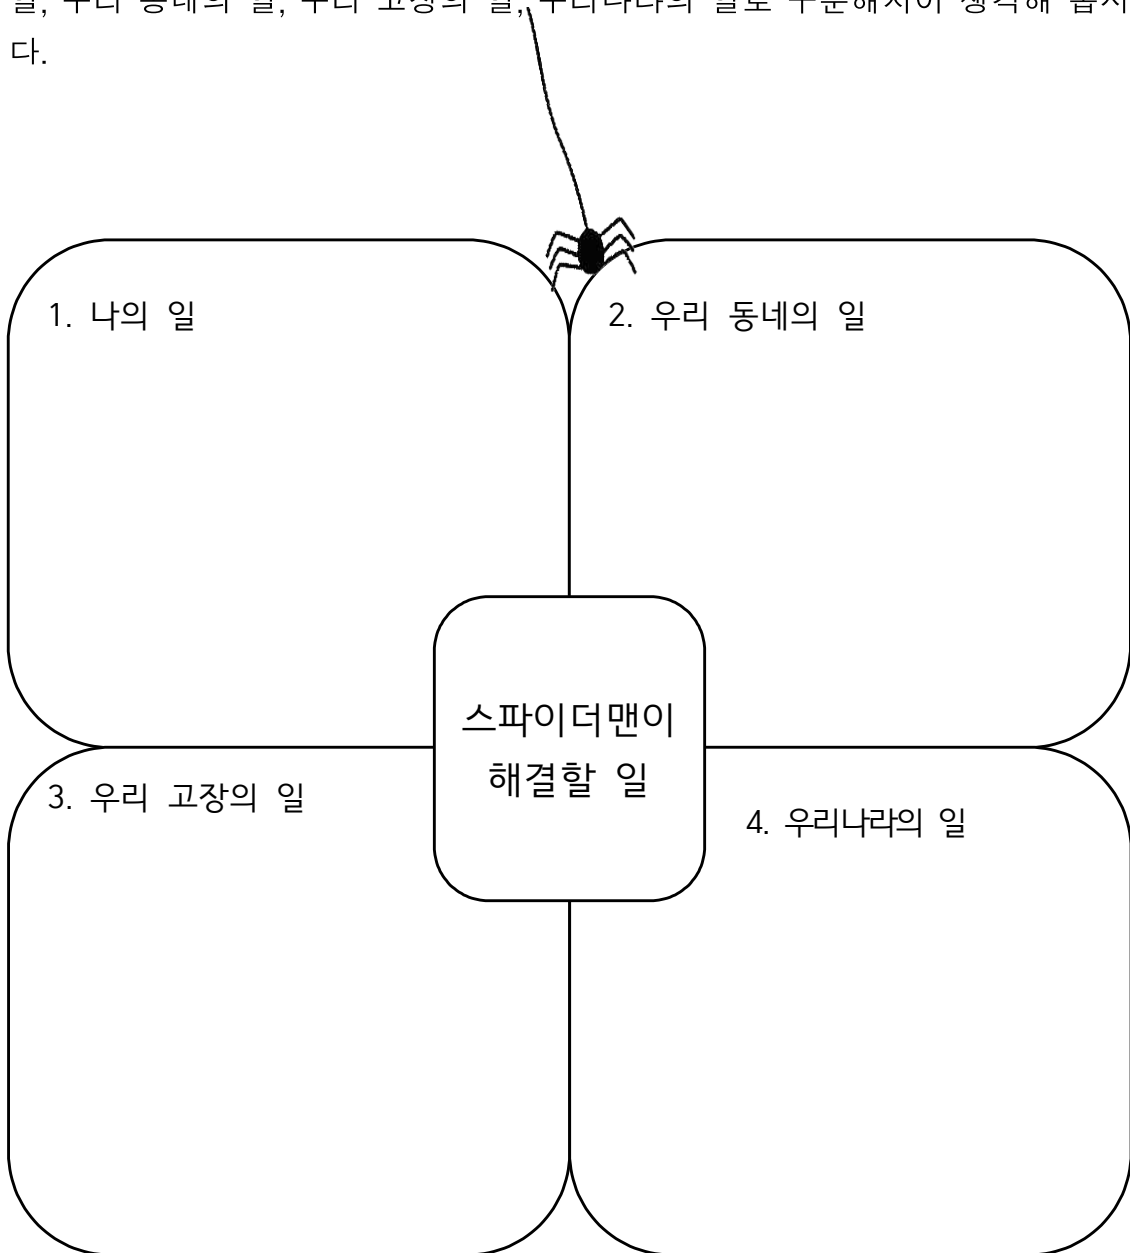 일, 우리 동네의 일, 우리 고장의 일, 우리나라의 일로 구분해지어 생각해 봅시
다.
1. 나의 일
2. 우리 동네의 일
스파이더맨이
해결할 일
3. 우리 고장의 일
4. 우리나라의 일